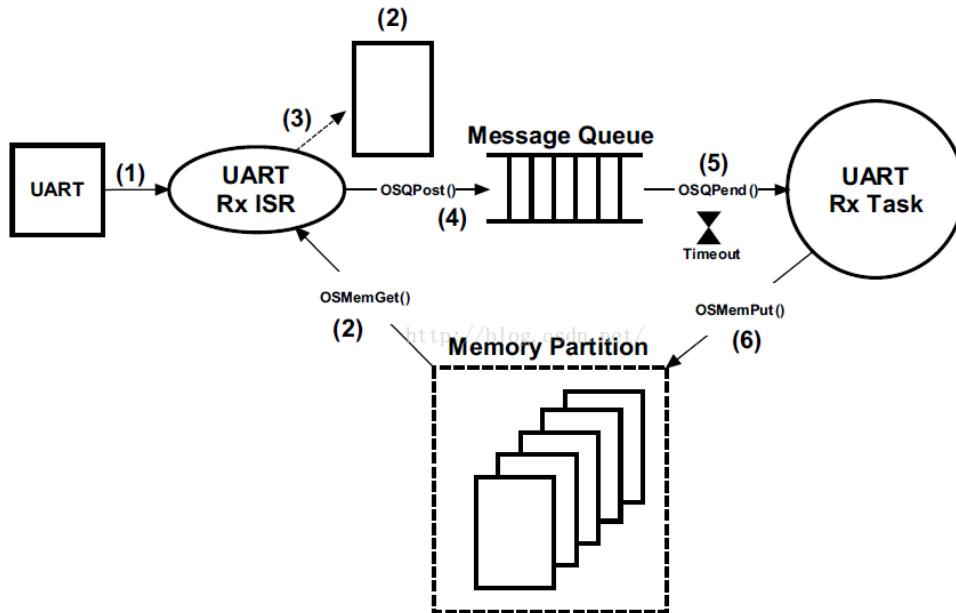 (2)
(3)
Message Queue
(5)
UART
(1)
UART
Rx ISR
OSQPost()
(4)
OSQPend()
Timeout
UART
Rx Task
OSMemGet()
(2)
OSMemPut()
(6)
http://blog.csdn.net/
Memory Partition